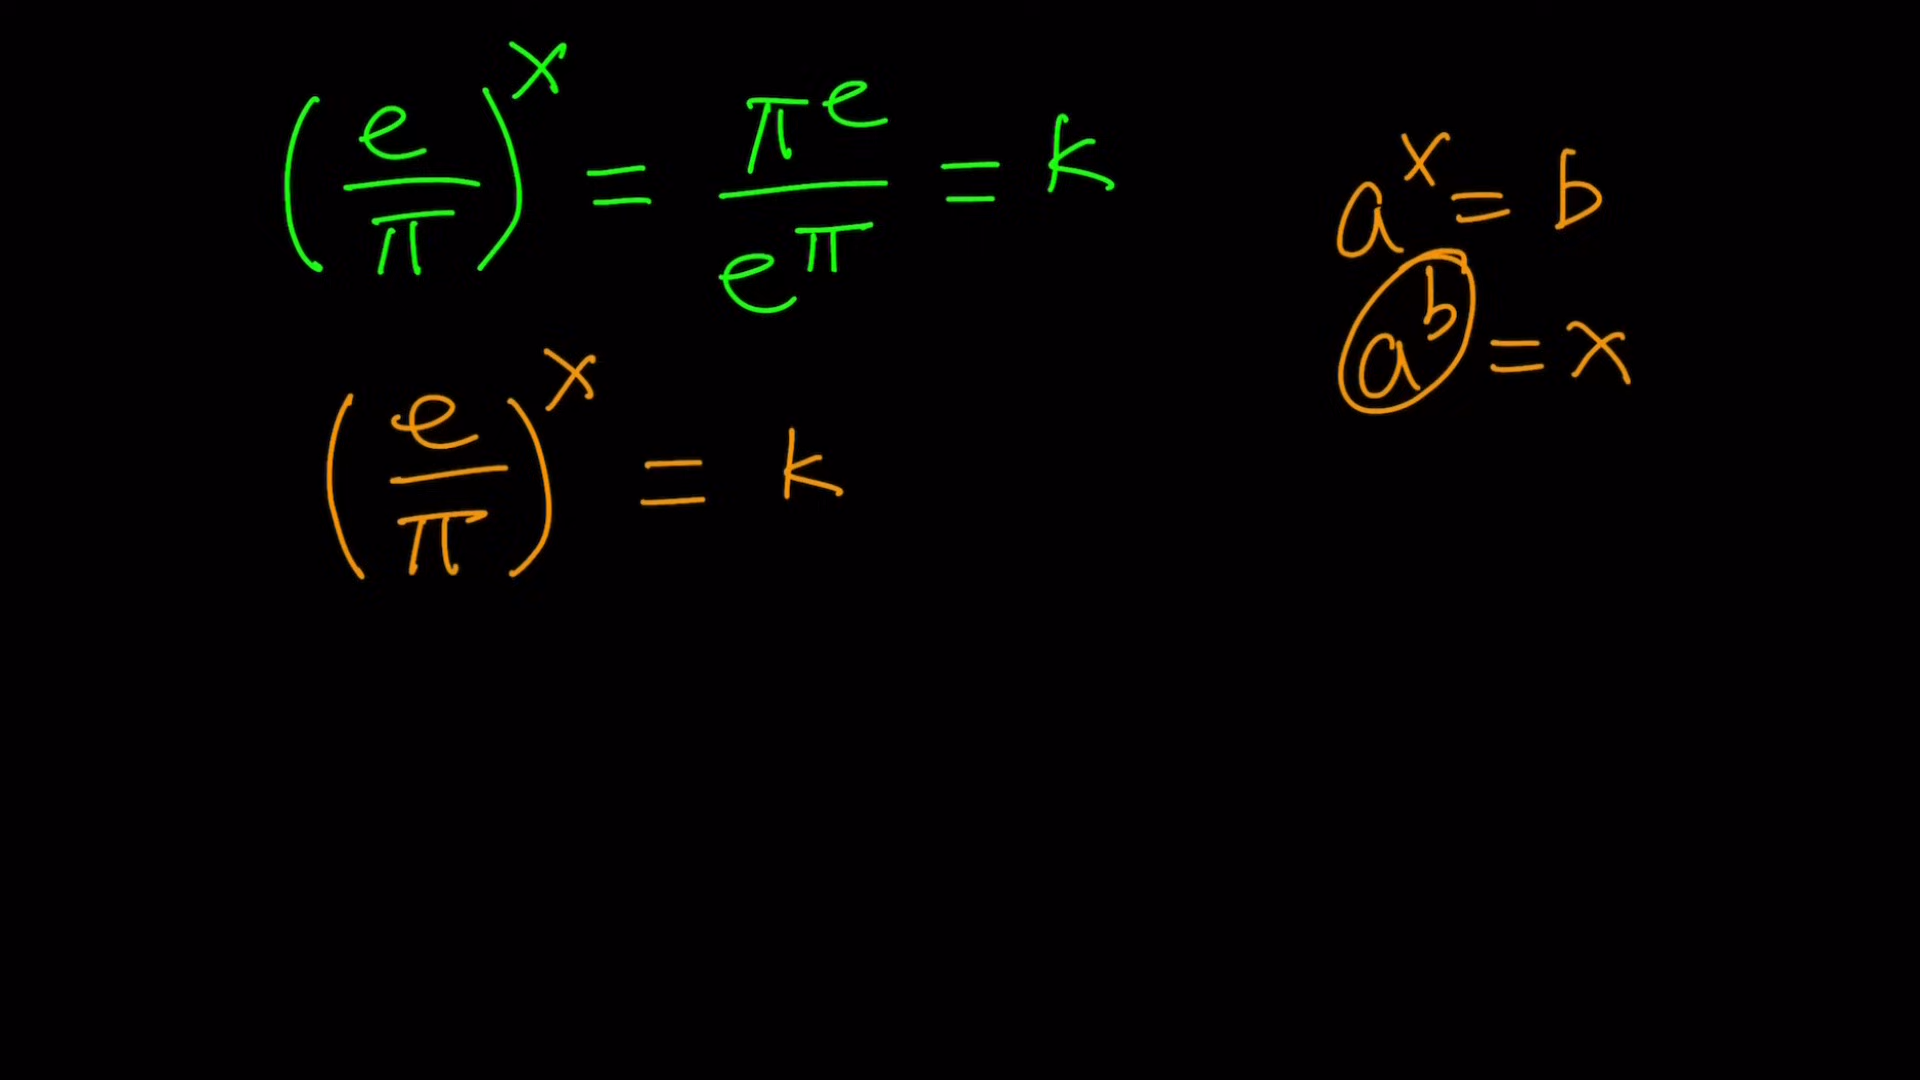 (e/π)^x = π^e/e^π = k
a^x = b
a^b = x
(e/π)^x = k